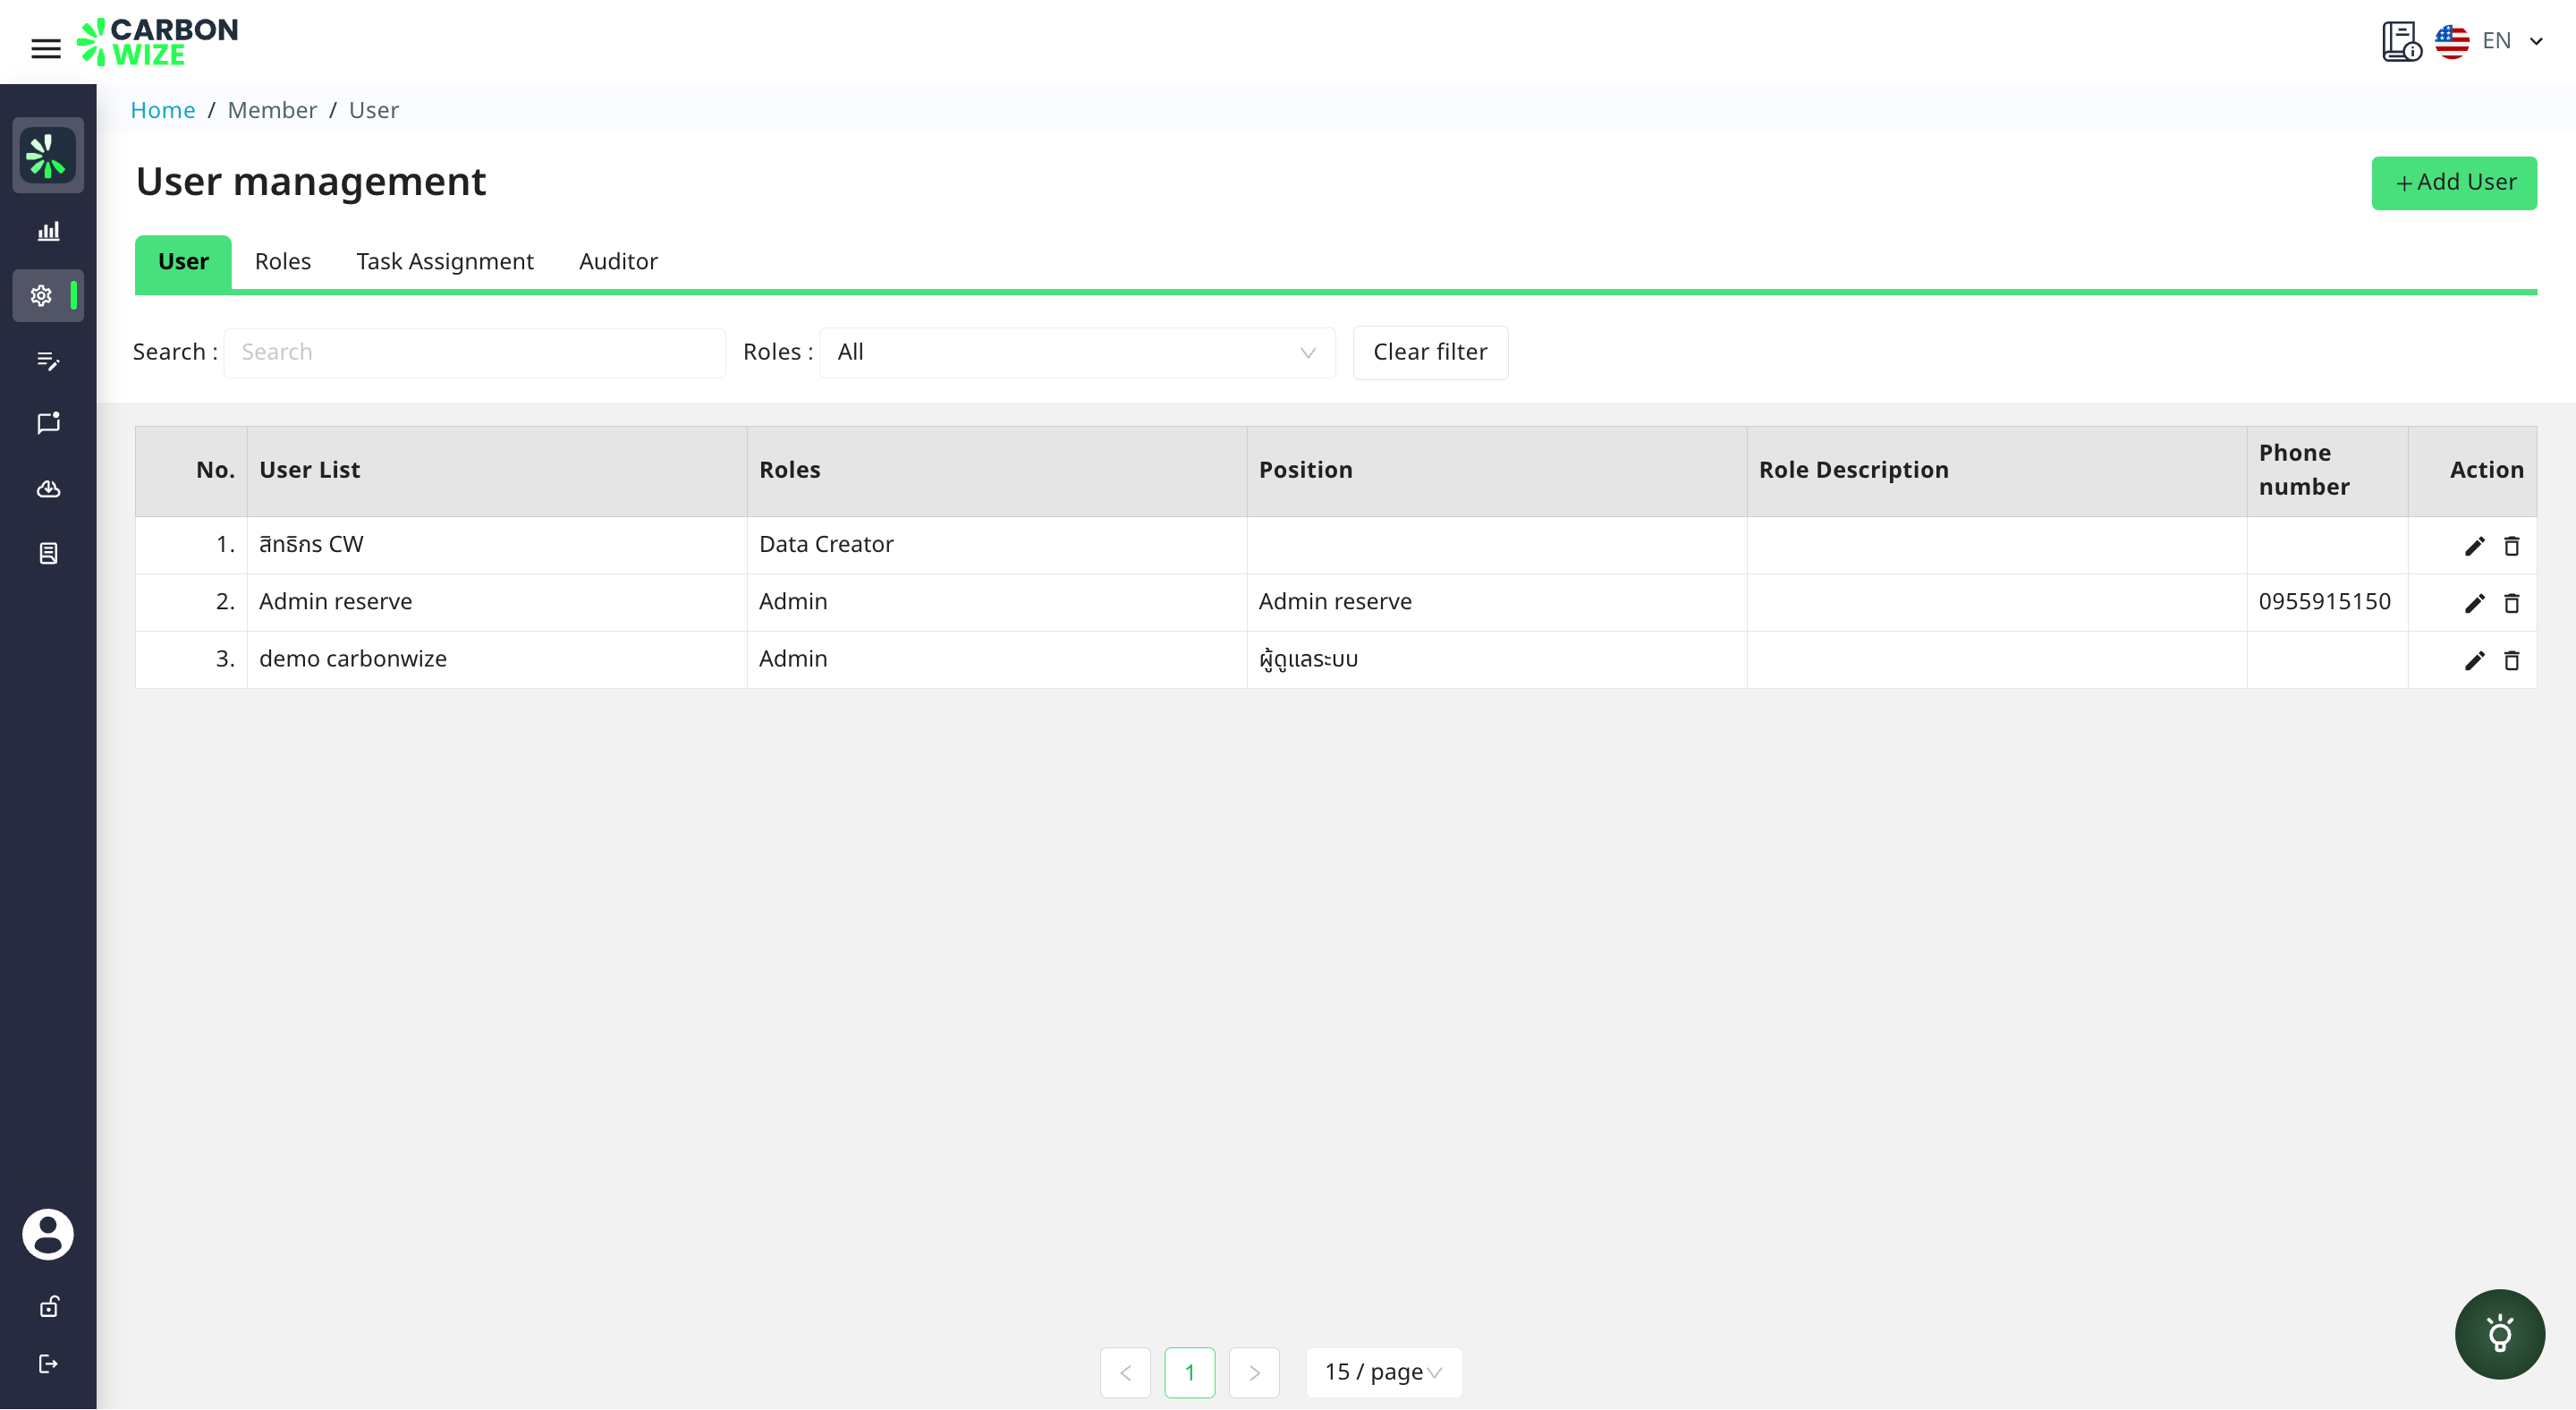 CARBON
WIZE
EN
Home / Member / User
User management
+ Add User
User Roles Task Assignment Auditor
Search : Search Roles : All Clear filter
No. User List Roles Position Role Description Phone number Action
1. สิทธิกร CW Data Creator
2. Admin reserve Admin Admin reserve 0955915150
3. demo carbonwize Admin ผู้ดูแลระบบ
< 1 > 15 / page